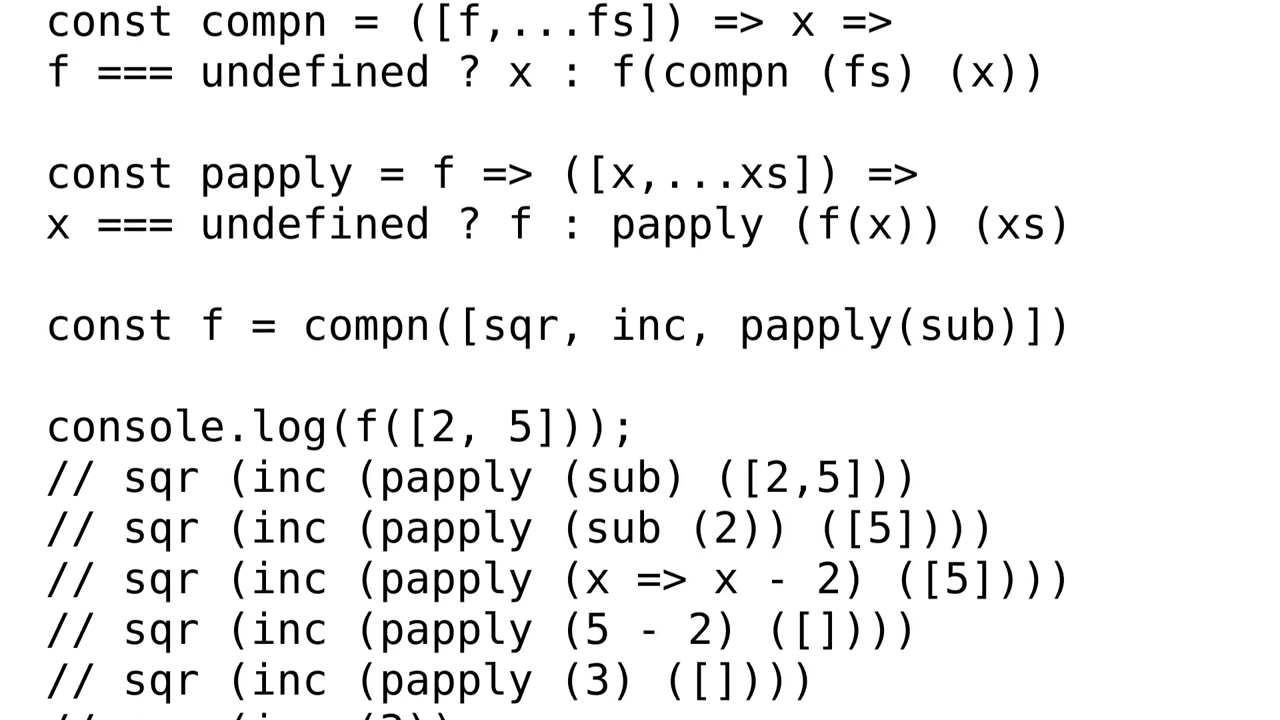 const compn = ([f,...fs]) => x =>
f === undefined ? x : f(compn (fs) (x))
const papply = f => ([x,...xs]) =>
x === undefined ? f : papply (f(x)) (xs)
const f = compn([sqr, inc, papply(sub)])
console.log(f([2, 5]));
// sqr (inc (papply (sub) ([2,5]))
// sqr (inc (papply (sub (2)) ([5])))
// sqr (inc (papply (x => x - 2) ([5])))
// sqr (inc (papply (5 - 2) ([])))
// sqr (inc (papply (3) ([])))